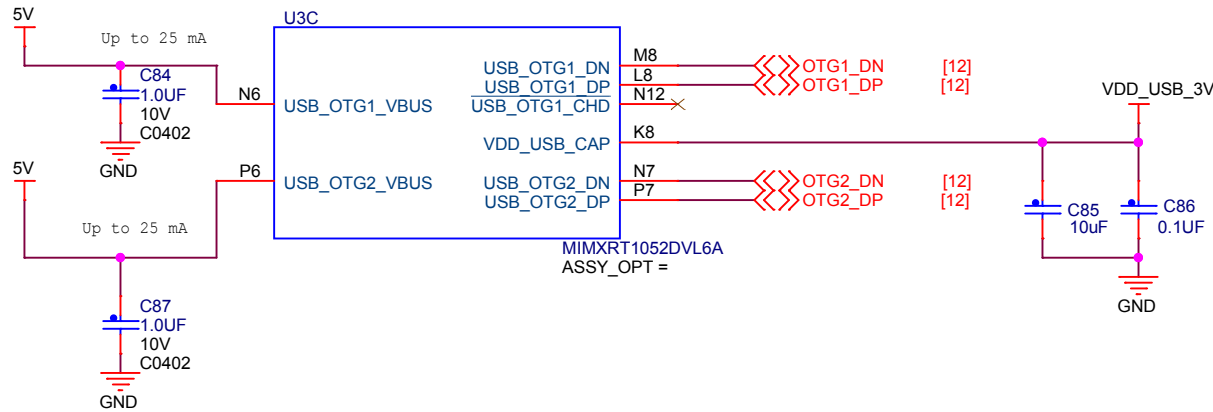 5V
U3C
Up to 25 mA
C84
1.0UF
10V
C0402
GND
N6
USB_OTG1_VBUS
USB_OTG1_DN
M8
OTG1_DN
[12]
USB_OTG1_DP
L8
OTG1_DP
[12]
USB_OTG1_CHD
N12
VDD_USB_CAP
K8
VDD_USB_3V
5V
P6
USB_OTG2_VBUS
USB_OTG2_DN
N7
OTG2_DN
[12]
USB_OTG2_DP
P7
OTG2_DP
[12]
Up to 25 mA
MIMXRT1052DVL6A
ASSY_OPT =
C85
10uF
C86
0.1UF
GND
C87
1.0UF
10V
C0402
GND